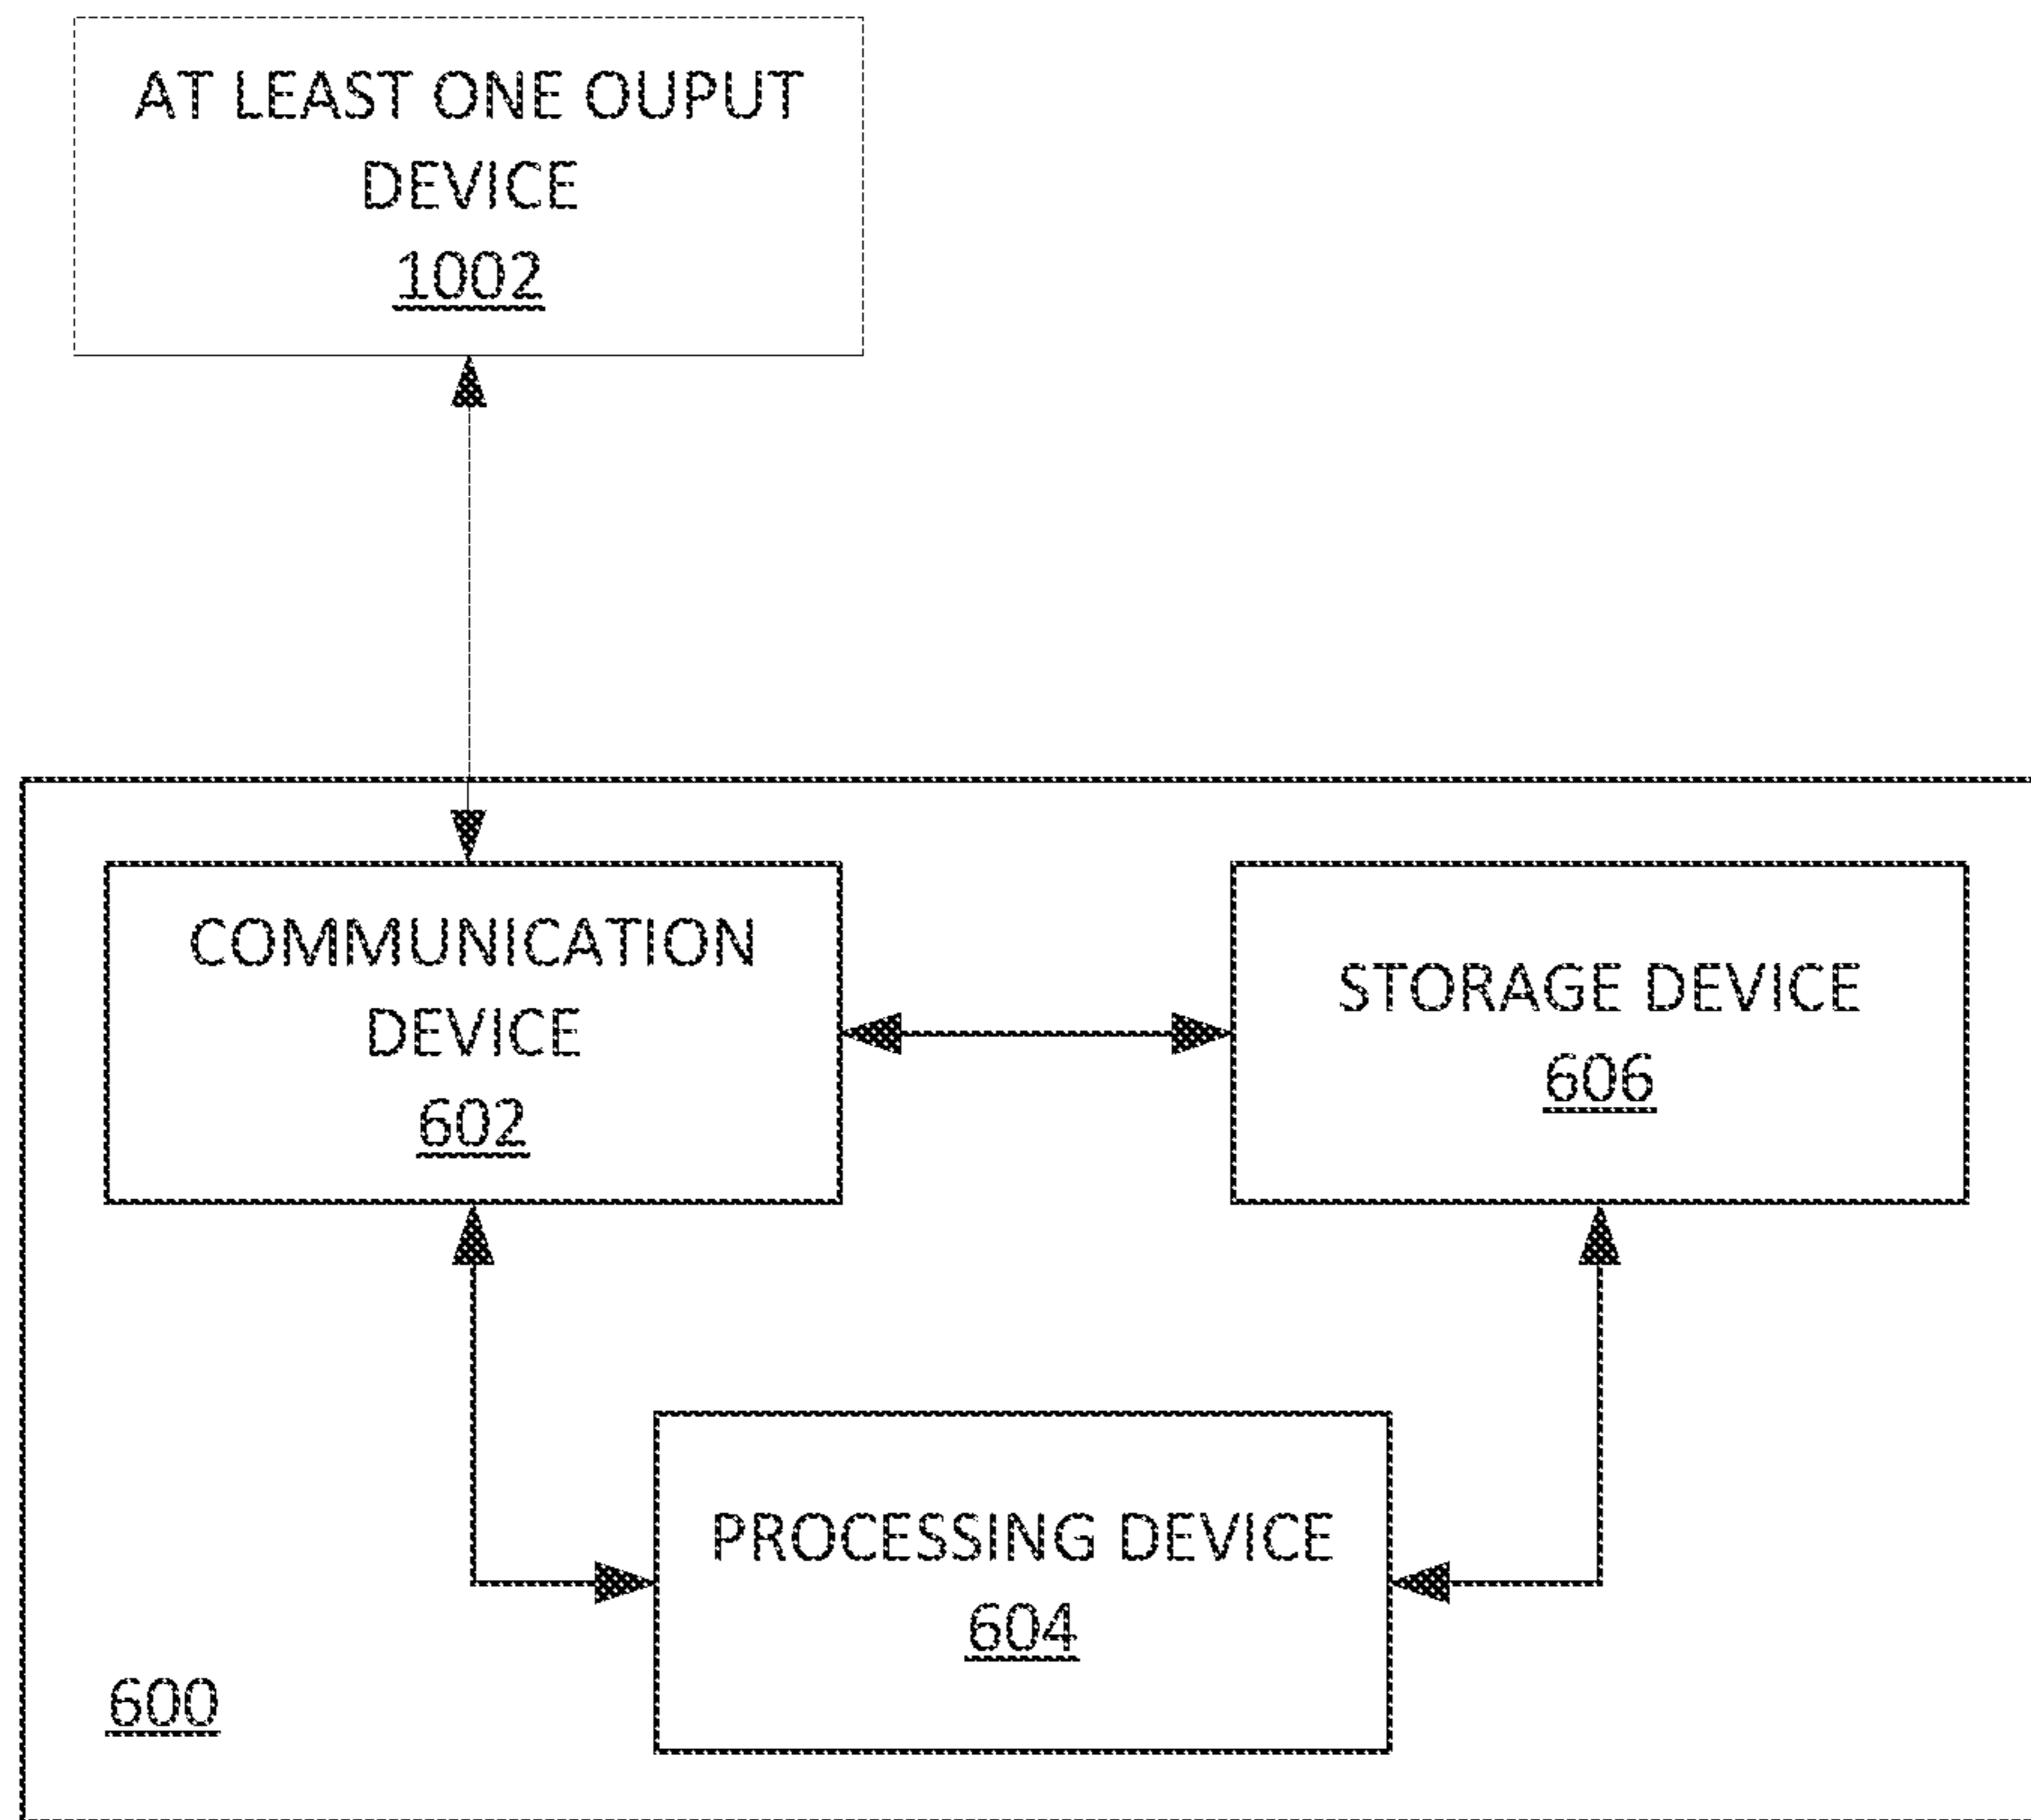 AT LEAST ONE OUPUT
DEVICE
1002
COMMUNICATION
DEVICE
602
STORAGE DEVICE
606
PROCESSING DEVICE
604
600